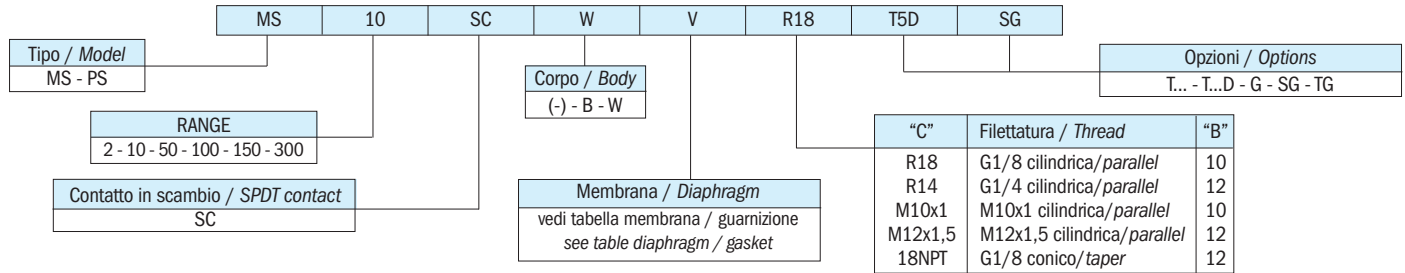 MS 10 SC W V R18 T5D SG
Tipo / Model
MS - PS
Corpo / Body
(-) - B - W
Opzioni / Options
T... - T...D - G - SG - TG
RANGE
2 - 10 - 50 - 100 - 150 - 300
Contatto in scambio / SPDT contact
SC
Membrana / Diaphragm
vedi tabella membrana / guarnizione
see table diaphragm / gasket
“C” Filettatura / Thread “B”
R18 G1/8 cilindrica/parallel 10
R14 G1/4 cilindrica/parallel 12
M10x1 M10x1 cilindrica/parallel 10
M12x1,5 M12x1,5 cilindrica/parallel 12
18NPT G1/8 conico/taper 12